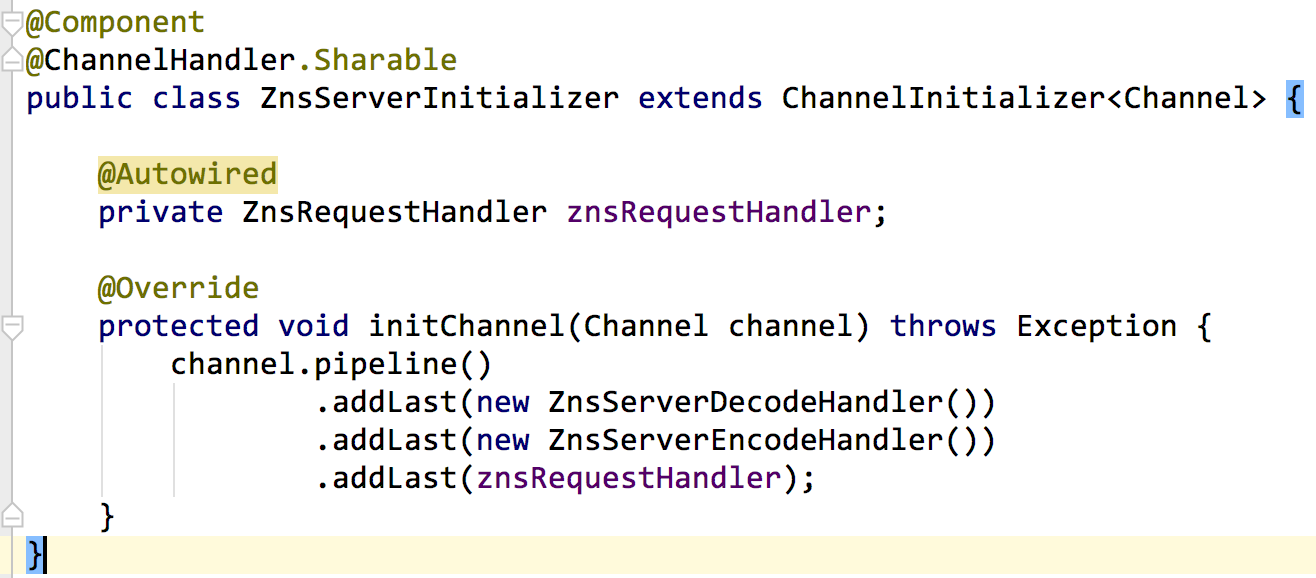 @Component
@ChannelHandler.Sharable
public class ZnsServerInitializer extends ChannelInitializer<Channel> {
@Autowired
private ZnsRequestHandler znsRequestHandler;
@Override
protected void initChannel(Channel channel) throws Exception {
channel.pipeline()
.addLast(new ZnsServerDecodeHandler())
.addLast(new ZnsServerEncodeHandler())
.addLast(znsRequestHandler);
}
}